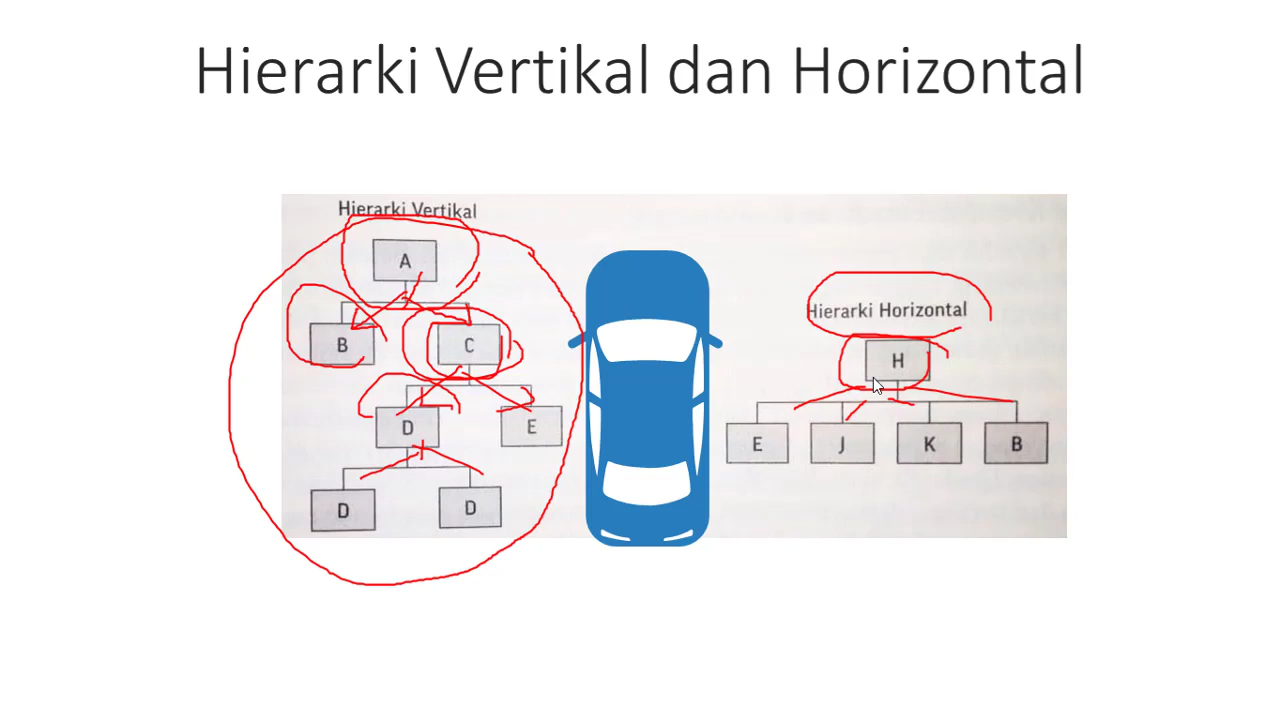 Hierarki Vertikal dan Horizontal
Hierarki Vertikal
A
B C
D E
D D
Hierarki Horizontal
H
E J K B